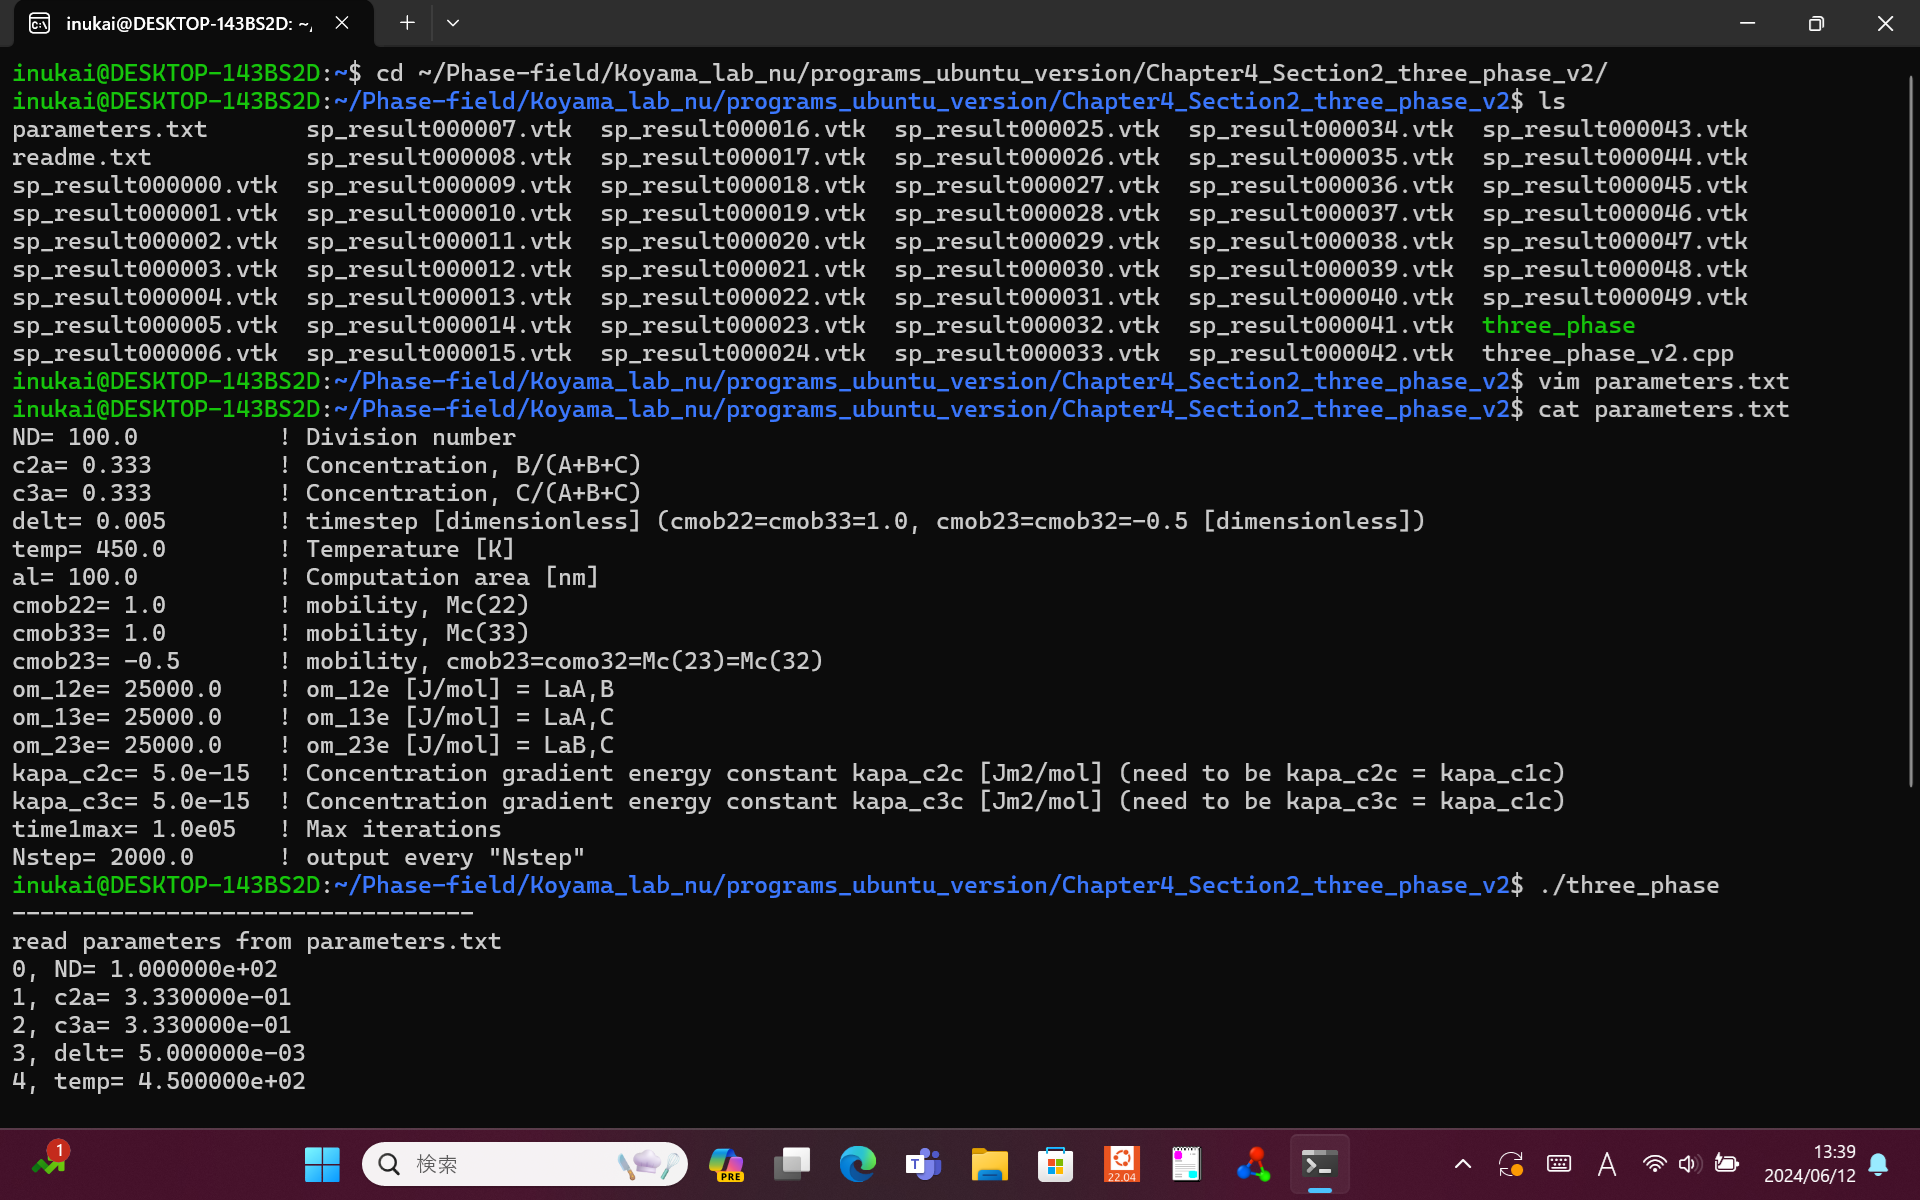 inukai@DESKTOP-143BS2D: ~/
inukai@DESKTOP-143BS2D:~$ cd ~/Phase-field/Koyama_lab_nu/programs_ubuntu_version/Chapter4_Section2_three_phase_v2/
inukai@DESKTOP-143BS2D:~/Phase-field/Koyama_lab_nu/programs_ubuntu_version/Chapter4_Section2_three_phase_v2$ ls
parameters.txt       sp_result000007.vtk  sp_result000016.vtk  sp_result000025.vtk  sp_result000034.vtk  sp_result000043.vtk
readme.txt           sp_result000008.vtk  sp_result000017.vtk  sp_result000026.vtk  sp_result000035.vtk  sp_result000044.vtk
sp_result000000.vtk  sp_result000009.vtk  sp_result000018.vtk  sp_result000027.vtk  sp_result000036.vtk  sp_result000045.vtk
sp_result000001.vtk  sp_result000010.vtk  sp_result000019.vtk  sp_result000028.vtk  sp_result000037.vtk  sp_result000046.vtk
sp_result000002.vtk  sp_result000011.vtk  sp_result000020.vtk  sp_result000029.vtk  sp_result000038.vtk  sp_result000047.vtk
sp_result000003.vtk  sp_result000012.vtk  sp_result000021.vtk  sp_result000030.vtk  sp_result000039.vtk  sp_result000048.vtk
sp_result000004.vtk  sp_result000013.vtk  sp_result000022.vtk  sp_result000031.vtk  sp_result000040.vtk  sp_result000049.vtk
sp_result000005.vtk  sp_result000014.vtk  sp_result000023.vtk  sp_result000032.vtk  sp_result000041.vtk  three_phase
sp_result000006.vtk  sp_result000015.vtk  sp_result000024.vtk  sp_result000033.vtk  sp_result000042.vtk  three_phase_v2.cpp
inukai@DESKTOP-143BS2D:~/Phase-field/Koyama_lab_nu/programs_ubuntu_version/Chapter4_Section2_three_phase_v2$ vim parameters.txt
inukai@DESKTOP-143BS2D:~/Phase-field/Koyama_lab_nu/programs_ubuntu_version/Chapter4_Section2_three_phase_v2$ cat parameters.txt
ND= 100.0          ! Division number
c2a= 0.333         ! Concentration, B/(A+B+C)
c3a= 0.333         ! Concentration, C/(A+B+C)
delt= 0.005        ! timestep [dimensionless] (cmob22=cmob33=1.0, cmob23=cmob32=-0.5 [dimensionless])
temp= 450.0        ! Temperature [K]
al= 100.0          ! Computation area [nm]
cmob22= 1.0        ! mobility, Mc(22)
cmob33= 1.0        ! mobility, Mc(33)
cmob23= -0.5       ! mobility, cmob23=como32=Mc(23)=Mc(32)
om_12e= 25000.0    ! om_12e [J/mol] = LaA,B
om_13e= 25000.0    ! om_13e [J/mol] = LaA,C
om_23e= 25000.0    ! om_23e [J/mol] = LaB,C
kapa_c2c= 5.0e-15  ! Concentration gradient energy constant kapa_c2c [Jm2/mol] (need to be kapa_c2c = kapa_c1c)
kapa_c3c= 5.0e-15  ! Concentration gradient energy constant kapa_c3c [Jm2/mol] (need to be kapa_c3c = kapa_c1c)
time1max= 1.0e05   ! Max iterations
Nstep= 2000.0      ! output every "Nstep"
inukai@DESKTOP-143BS2D:~/Phase-field/Koyama_lab_nu/programs_ubuntu_version/Chapter4_Section2_three_phase_v2$ ./three_phase
---------------------------------
read parameters from parameters.txt
0, ND= 1.000000e+02
1, c2a= 3.330000e-01
2, c3a= 3.330000e-01
3, delt= 5.000000e-03
4, temp= 4.500000e+02
1
検索
PRE
T
22.04
A
13:39
2024/06/12